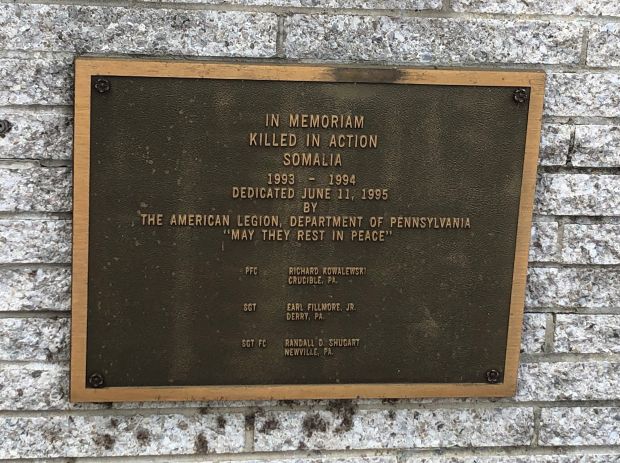 IN MEMORIAM
KILLED IN ACTION
SOMALIA
1993 - 1994
DEDICATED JUNE 11, 1995
BY
THE AMERICAN LEGION, DEPARTMENT OF PENNSYLVANIA
"MAY THEY REST IN PEACE"
PFC RICHARD KOWALEWSKI
CRUCIBLE, PA.
SGT EARL FILLMORE, JR.
DERRY, PA.
SGT FC RANDALL D. SHUGART
NEWVILLE, PA.